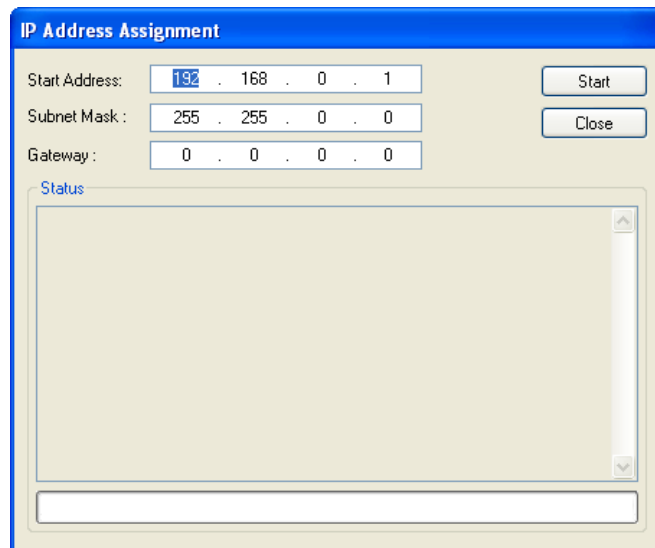 IP Address Assignment
Start Address: 192 . 168 . 0 . 1 Start
Subnet Mask : 255 . 255 . 0 . 0 Close
Gateway : 0 . 0 . 0 . 0
Status